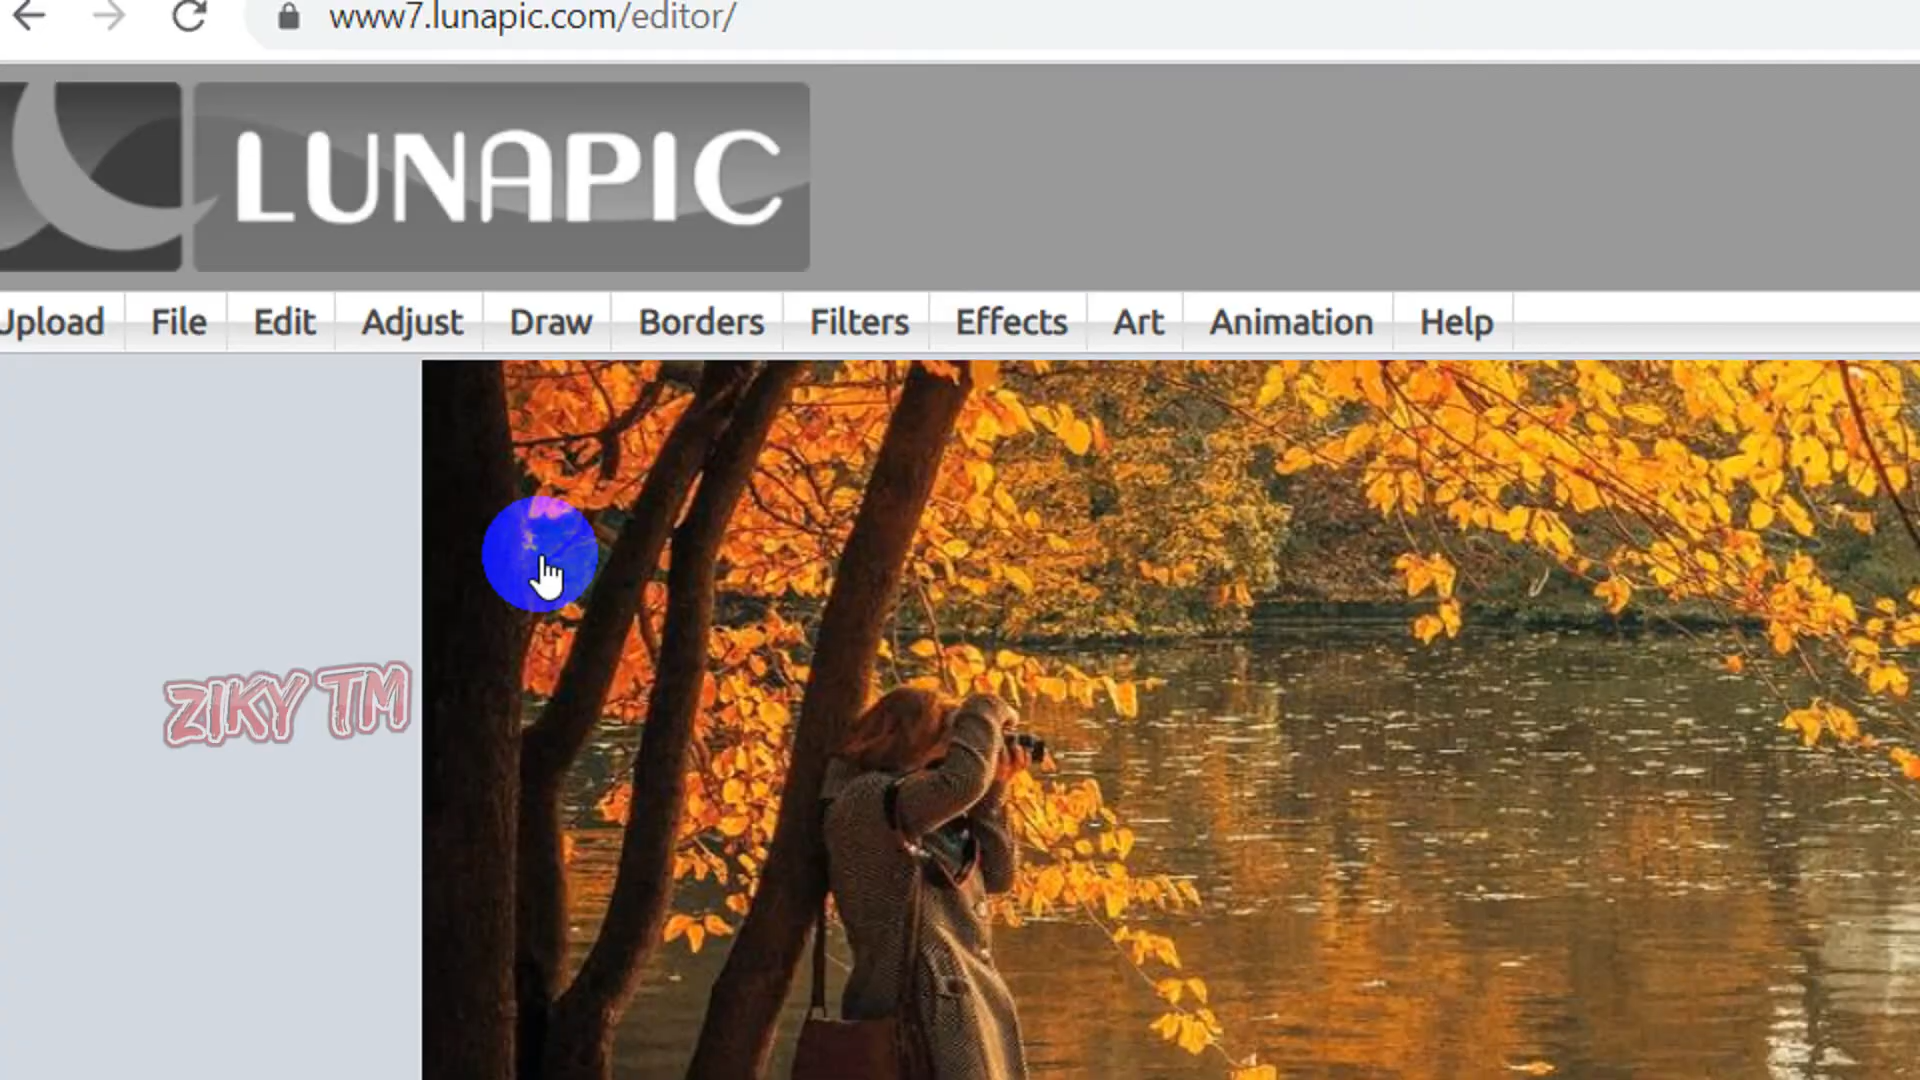 www7.lunapic.com/editor/
LUNAPIC
Upload File Edit Adjust Draw Borders Filters Effects Art Animation Help
ZIKY TM